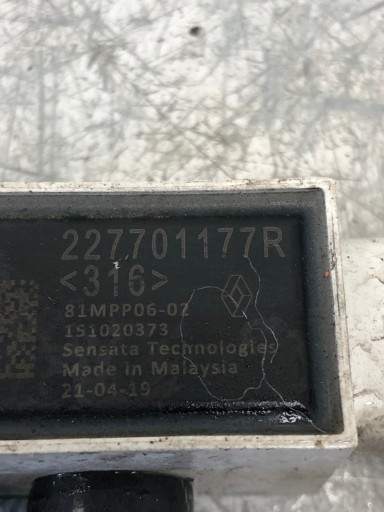 227701177R
<316>
81MPP06-02
151020373
Sensata Technologies
Made in Malaysia
21-04-19